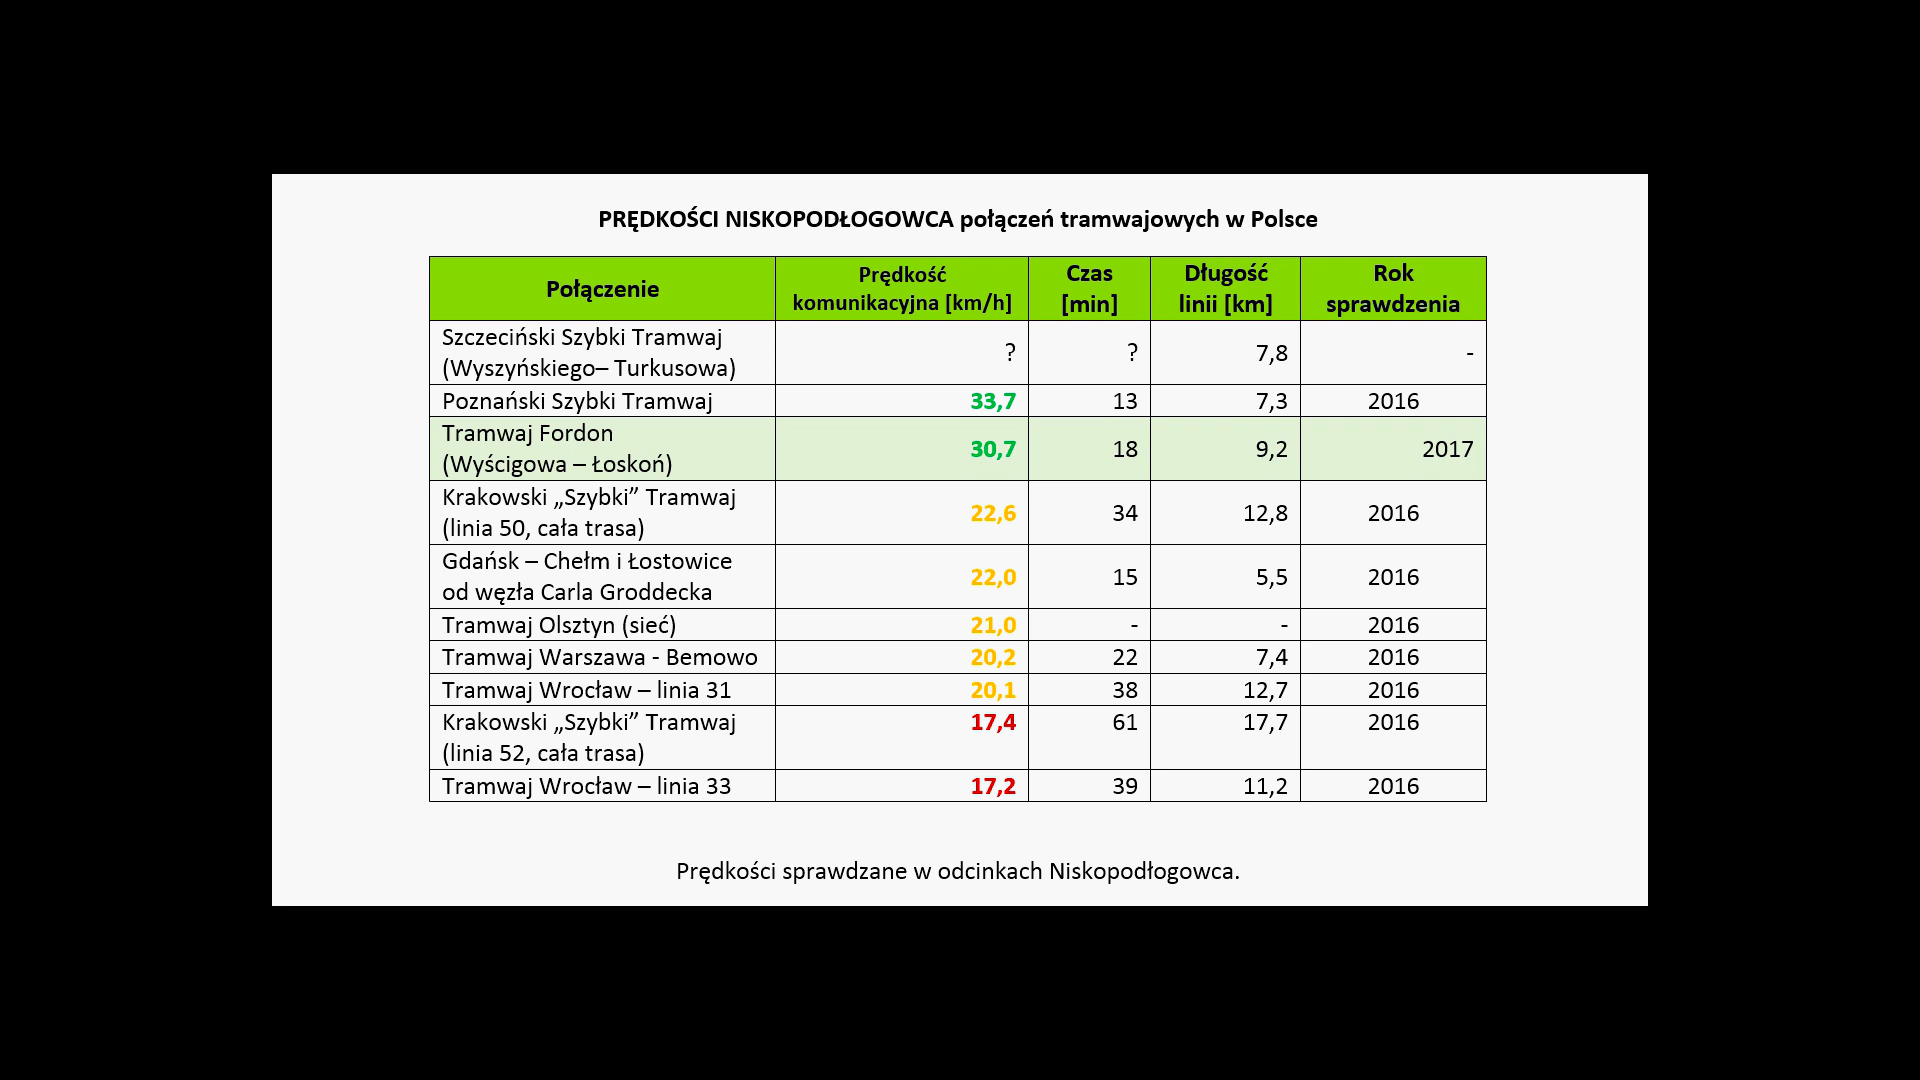 PRĘDKOŚCI NISKOPODŁOGOWCA połączeń tramwajowych w Polsce
Połączenie
Prędkość
komunikacyjna [km/h]
Czas
[min]
Długość
linii [km]
Rok
sprawdzenia
Szczeciński Szybki Tramwaj
(Wyszyńskiego– Turkusowa)
? ? 7,8 -
Poznański Szybki Tramwaj 33,7 13 7,3 2016
Tramwaj Fordon
(Wyścigowa – Łoskoń)
30,7 18 9,2 2017
Krakowski „Szybki” Tramwaj
(linia 50, cała trasa)
22,6 34 12,8 2016
Gdańsk – Chełm i Łostowice
od węzła Carla Groddecka
22,0 15 5,5 2016
Tramwaj Olsztyn (sieć) 21,0 - - 2016
Tramwaj Warszawa - Bemowo 20,2 22 7,4 2016
Tramwaj Wrocław – linia 31 20,1 38 12,7 2016
Krakowski „Szybki” Tramwaj 17,4 61 17,7 2016
(linia 52, cała trasa)
Tramwaj Wrocław – linia 33 17,2 39 11,2 2016
Prędkości sprawdzane w odcinkach Niskopodłogowca.